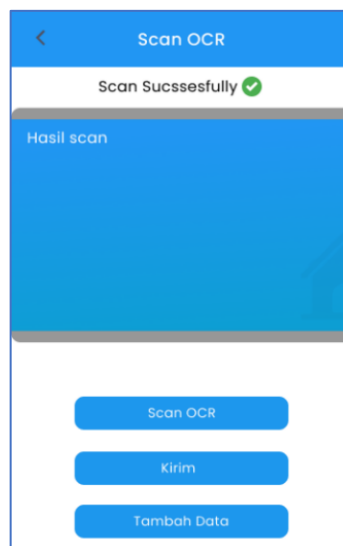 Scan OCR
Scan Sucssesfully
Hasil scan
Scan OCR
Kirim
Tambah Data